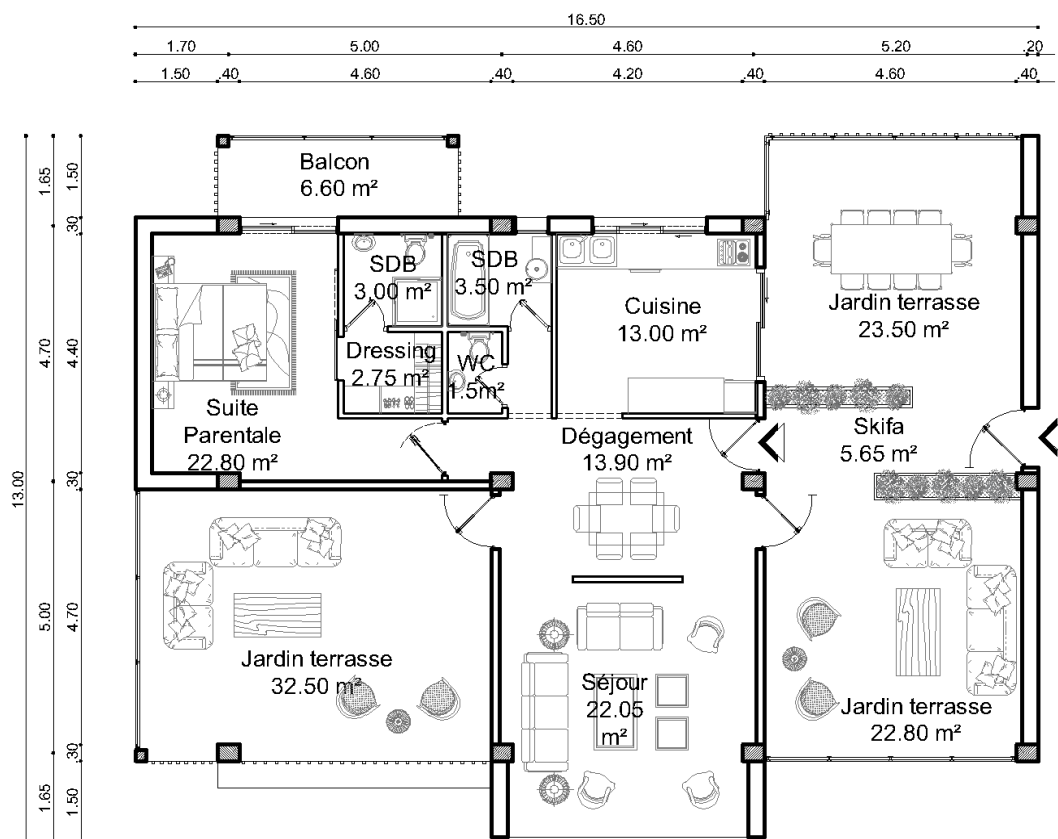 16.50
1.70 5.00 4.60 5.20 .20
1.50 .40 4.60 .40 4.20 .40 4.60 .40
1.65 4.70 13.00 5.00 1.65
1.50 .30 4.40 .30 4.70 .30 1.50
Balcon
6.60 m²
SDB
3.00 m²
SDB
3.50 m²
Cuisine
13.00 m²
Jardin terrasse
23.50 m²
Dressing
2.75 m²
WC
1.5m²
Suite
Parentale
22.80 m²
Dégagement
13.90 m²
Skifa
5.65 m²
Jardin terrasse
32.50 m²
Séjour
22.05
m²
Jardin terrasse
22.80 m²